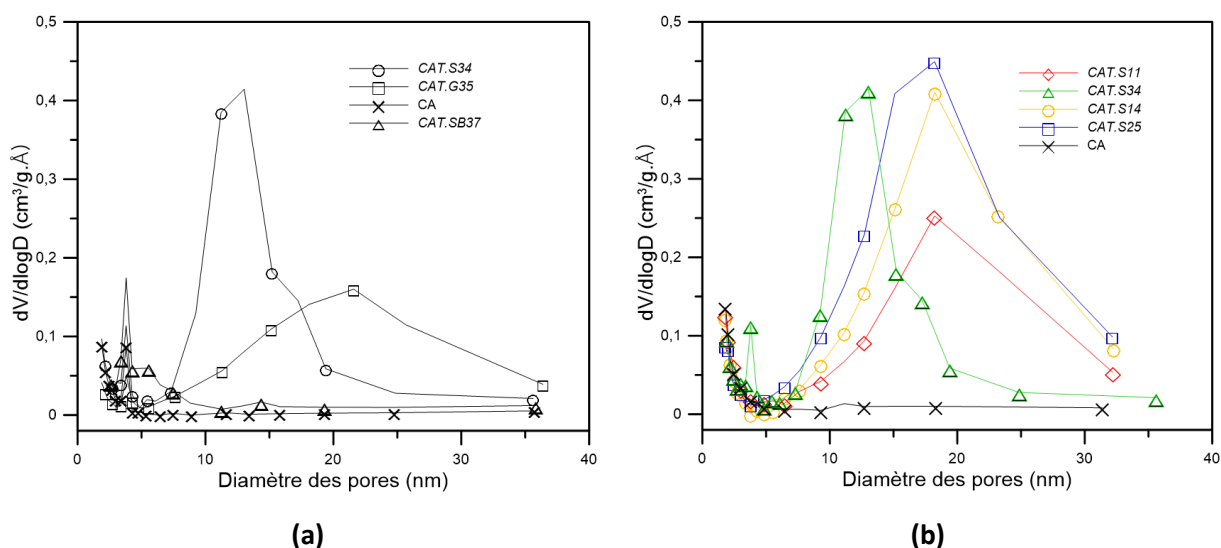 0,5
0,4
0,3
0,2
0,1
0
dV/dlogD (cm³/g.Å)
CAT.S34
CAT.G35
CA
CAT.SB37
0
10
20
30
40
Diamètre des pores (nm)
(a)
0,5
0,4
0,3
0,2
0,1
0
dV/dlogD (cm³/g.Å)
CAT.S11
CAT.S34
CAT.S14
CAT.S25
CA
0
10
20
30
40
Diamètre des pores (nm)
(b)